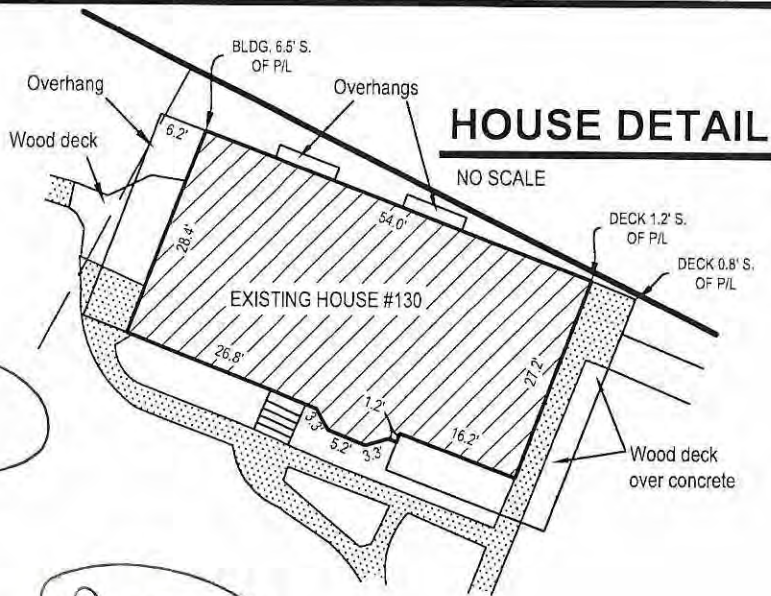 BLDG. 6.5' S.
OF P/L
Overhang
Overhangs
HOUSE DETAIL
6.2'
Wood deck
NO SCALE
54.0'
DECK 1.2' S.
OF P/L
28.4'
DECK 0.8' S.
OF P/L
EXISTING HOUSE #130
26.8'
27.2'
1.2'
3.3'
5.2'
3.3'
16.2'
Wood deck
over concrete